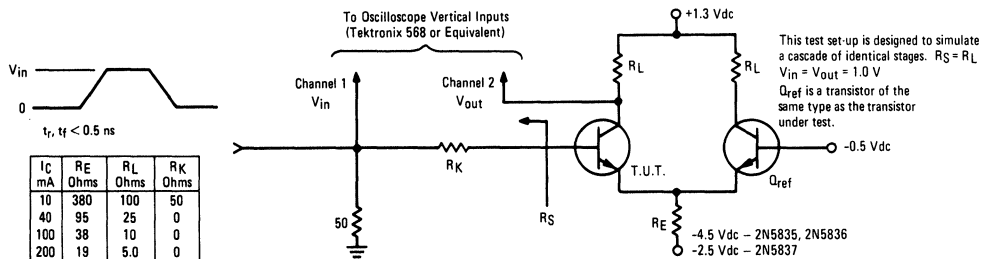 To Oscilloscope Vertical Inputs
(Tektronix 568 or Equivalent)
Vin
0
tr, tf < 0.5 ns
IC RE RL RK
mA Ohms Ohms Ohms
10 380 100 50
40 95 25 0
100 38 10 0
200 19 5.0 0
Channel 1
Vin
Channel 2
Vout
RK
50
RS
+1.3 Vdc
RL
RL
T.U.T.
Qref
-0.5 Vdc
RE
-4.5 Vdc – 2N5835, 2N5836
-2.5 Vdc – 2N5837
This test set-up is designed to simulate
a cascade of identical stages. RS = RL
Vin = Vout = 1.0 V
Qref is a transistor of the
same type as the transistor
under test.